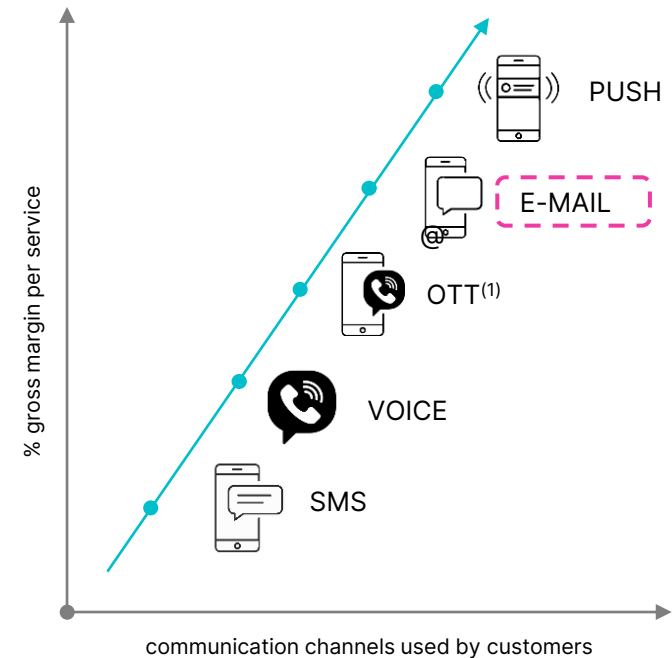 PUSH
E-MAIL
@
OTT(1)
VOICE
SMS
% gross margin per service
communication channels used by customers